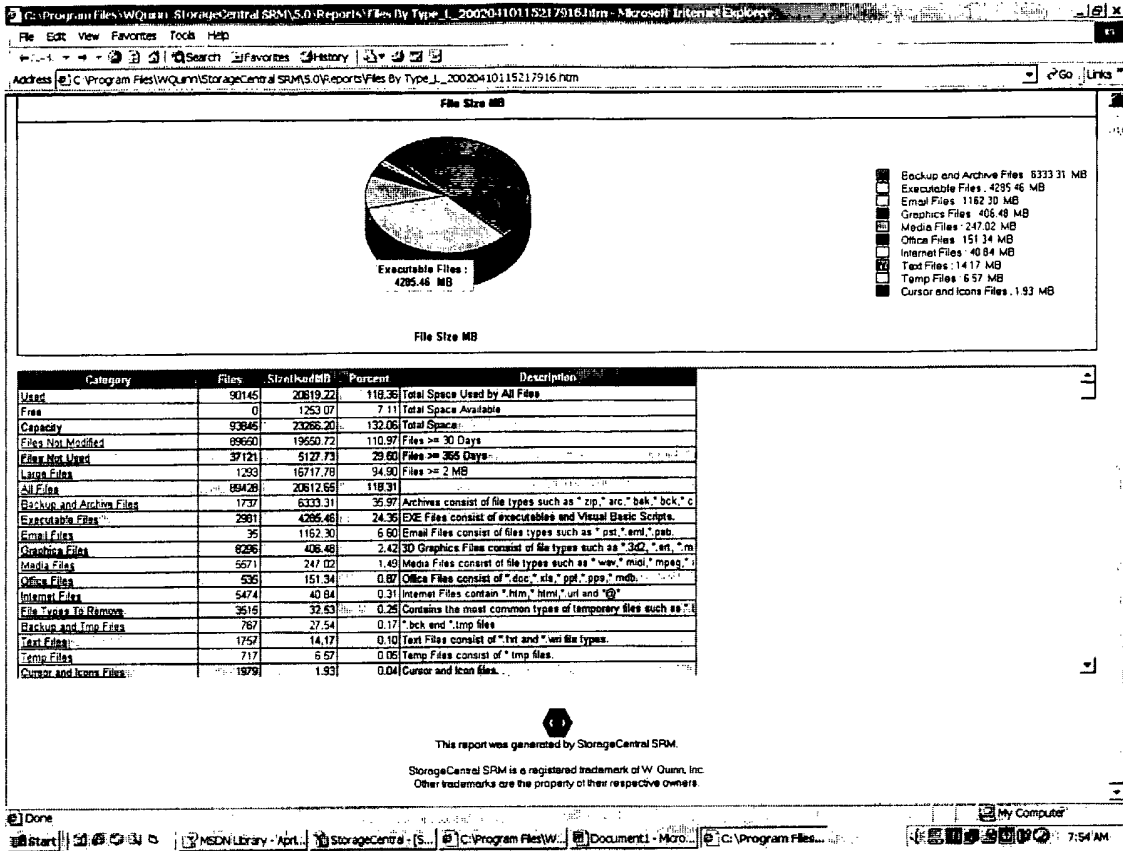 C:\Program Files\WQuinn\StorageCentral SRM\5.0\Reports\Files By Type_L_20020410115217916.htm - Microsoft Internet Explorer
File Edit View Favorites Tools Help
Search Favorites History
Address C:\Program Files\WQuinn\StorageCentral SRM\5.0\Reports\Files By Type_L_20020410115217916.htm Go Links »
File Size MB
Executable Files :
4285.46 MB
Backup and Archive Files : 6333.31 MB
Executable Files : 4285.46 MB
Email Files : 1162.30 MB
Graphics Files : 406.48 MB
Media Files : 247.02 MB
Office Files : 151.34 MB
Internet Files : 40.84 MB
Text Files : 14.17 MB
Temp Files : 6.57 MB
Cursor and Icons Files : 1.93 MB
File Size MB
Category Files SizeUsedMB Percent Description
Used 90145 20819.22 118.36 Total Space Used by All Files
Free 0 1253.07 7.11 Total Space Available
Capacity 93845 23266.20 132.06 Total Space
Files Not Modified 89660 19550.72 110.97 Files >= 30 Days
Files Not Used 37121 5127.73 29.60 Files >= 365 Days
Large Files 1293 16717.78 94.90 Files >= 2 MB
All Files 89428 20612.65 118.31
Backup and Archive Files 1737 6333.31 35.97 Archives consist of file types such as *.zip,*.arc,*.bak,*.bck,* c
Executable Files 2981 4285.46 24.35 EXE Files consist of executables and Visual Basic Scripts.
Email Files 35 1162.30 6.60 Email Files consist of files types such as *.pst,*.eml,*.pab.
Graphics Files 8296 406.48 2.42 3D Graphics Files consist of file types such as *.3d2, *.art, *.m
Media Files 5571 247.02 1.49 Media Files consist of file types such as *.wav,*.midi,*.mpeg,*
Office Files 535 151.34 0.87 Office Files consist of *.doc,*.xls,*.ppt,*.pps,*.mdb.
Internet Files 5474 40.84 0.31 Internet Files contain *.htm,*.html,*.url and *@*
File Types To Remove 3515 32.53 0.25 Contains the most common types of temporary files such as *.t
Backup and Tmp Files 767 27.54 0.17 *.bck and *.tmp files
Text Files 1757 14.17 0.10 Text Files consist of *.txt and *.wri file types.
Temp Files 717 6.57 0.05 Temp Files consist of *.tmp files.
Cursor and Icons Files 1979 1.93 0.04 Cursor and Icon files.
This report was generated by StorageCentral SRM.
StorageCentral SRM is a registered trademark of W. Quinn, Inc.
Other trademarks are the property of their respective owners.
Done My Computer
Start MSDN Library - Apri... StorageCentral - [S... C:\Program Files\W... Document1 - Micro... C:\Program Files... 7:54 AM